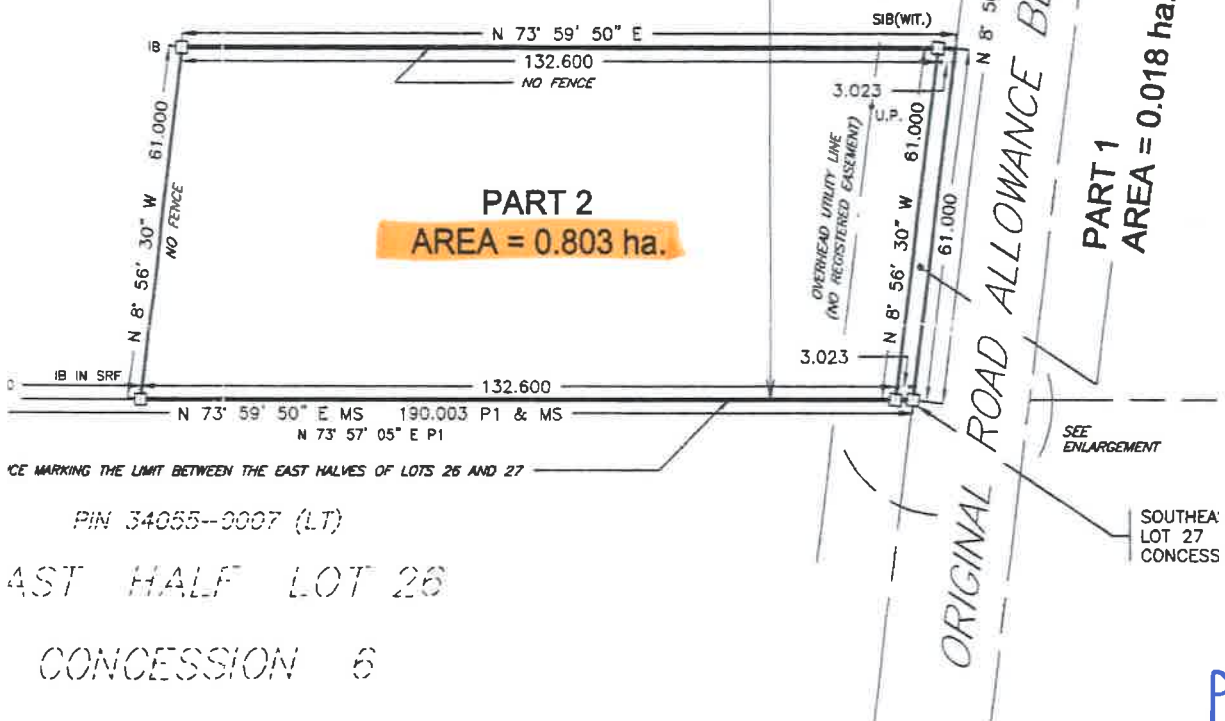 SIB(WIT.)
N 73° 59' 50" E
IB
132.600
NO FENCE
3.023
U.P.
61.000
NO FENCE
N 8° 56' 30" W
PART 2
AREA = 0.803 ha.
OVERHEAD UTILITY LINE
(NO REGISTERED EASEMENT)
61.000
N 8° 56' 30" W
61.000
N 8°
ORIGINAL ROAD ALLOWANCE
PART 1
AREA = 0.018 ha.
3.023
IB IN SRF
132.600
N 73° 59' 50" E MS 190.003 P1 & MS
N 73° 57' 05" E P1
SEE
ENLARGEMENT
CE MARKING THE LIMIT BETWEEN THE EAST HALVES OF LOTS 26 AND 27
PIN 34055-0007 (LT)
AST HALF LOT 26
CONCESSION 6
SOUTHEA
LOT 27
CONCESS